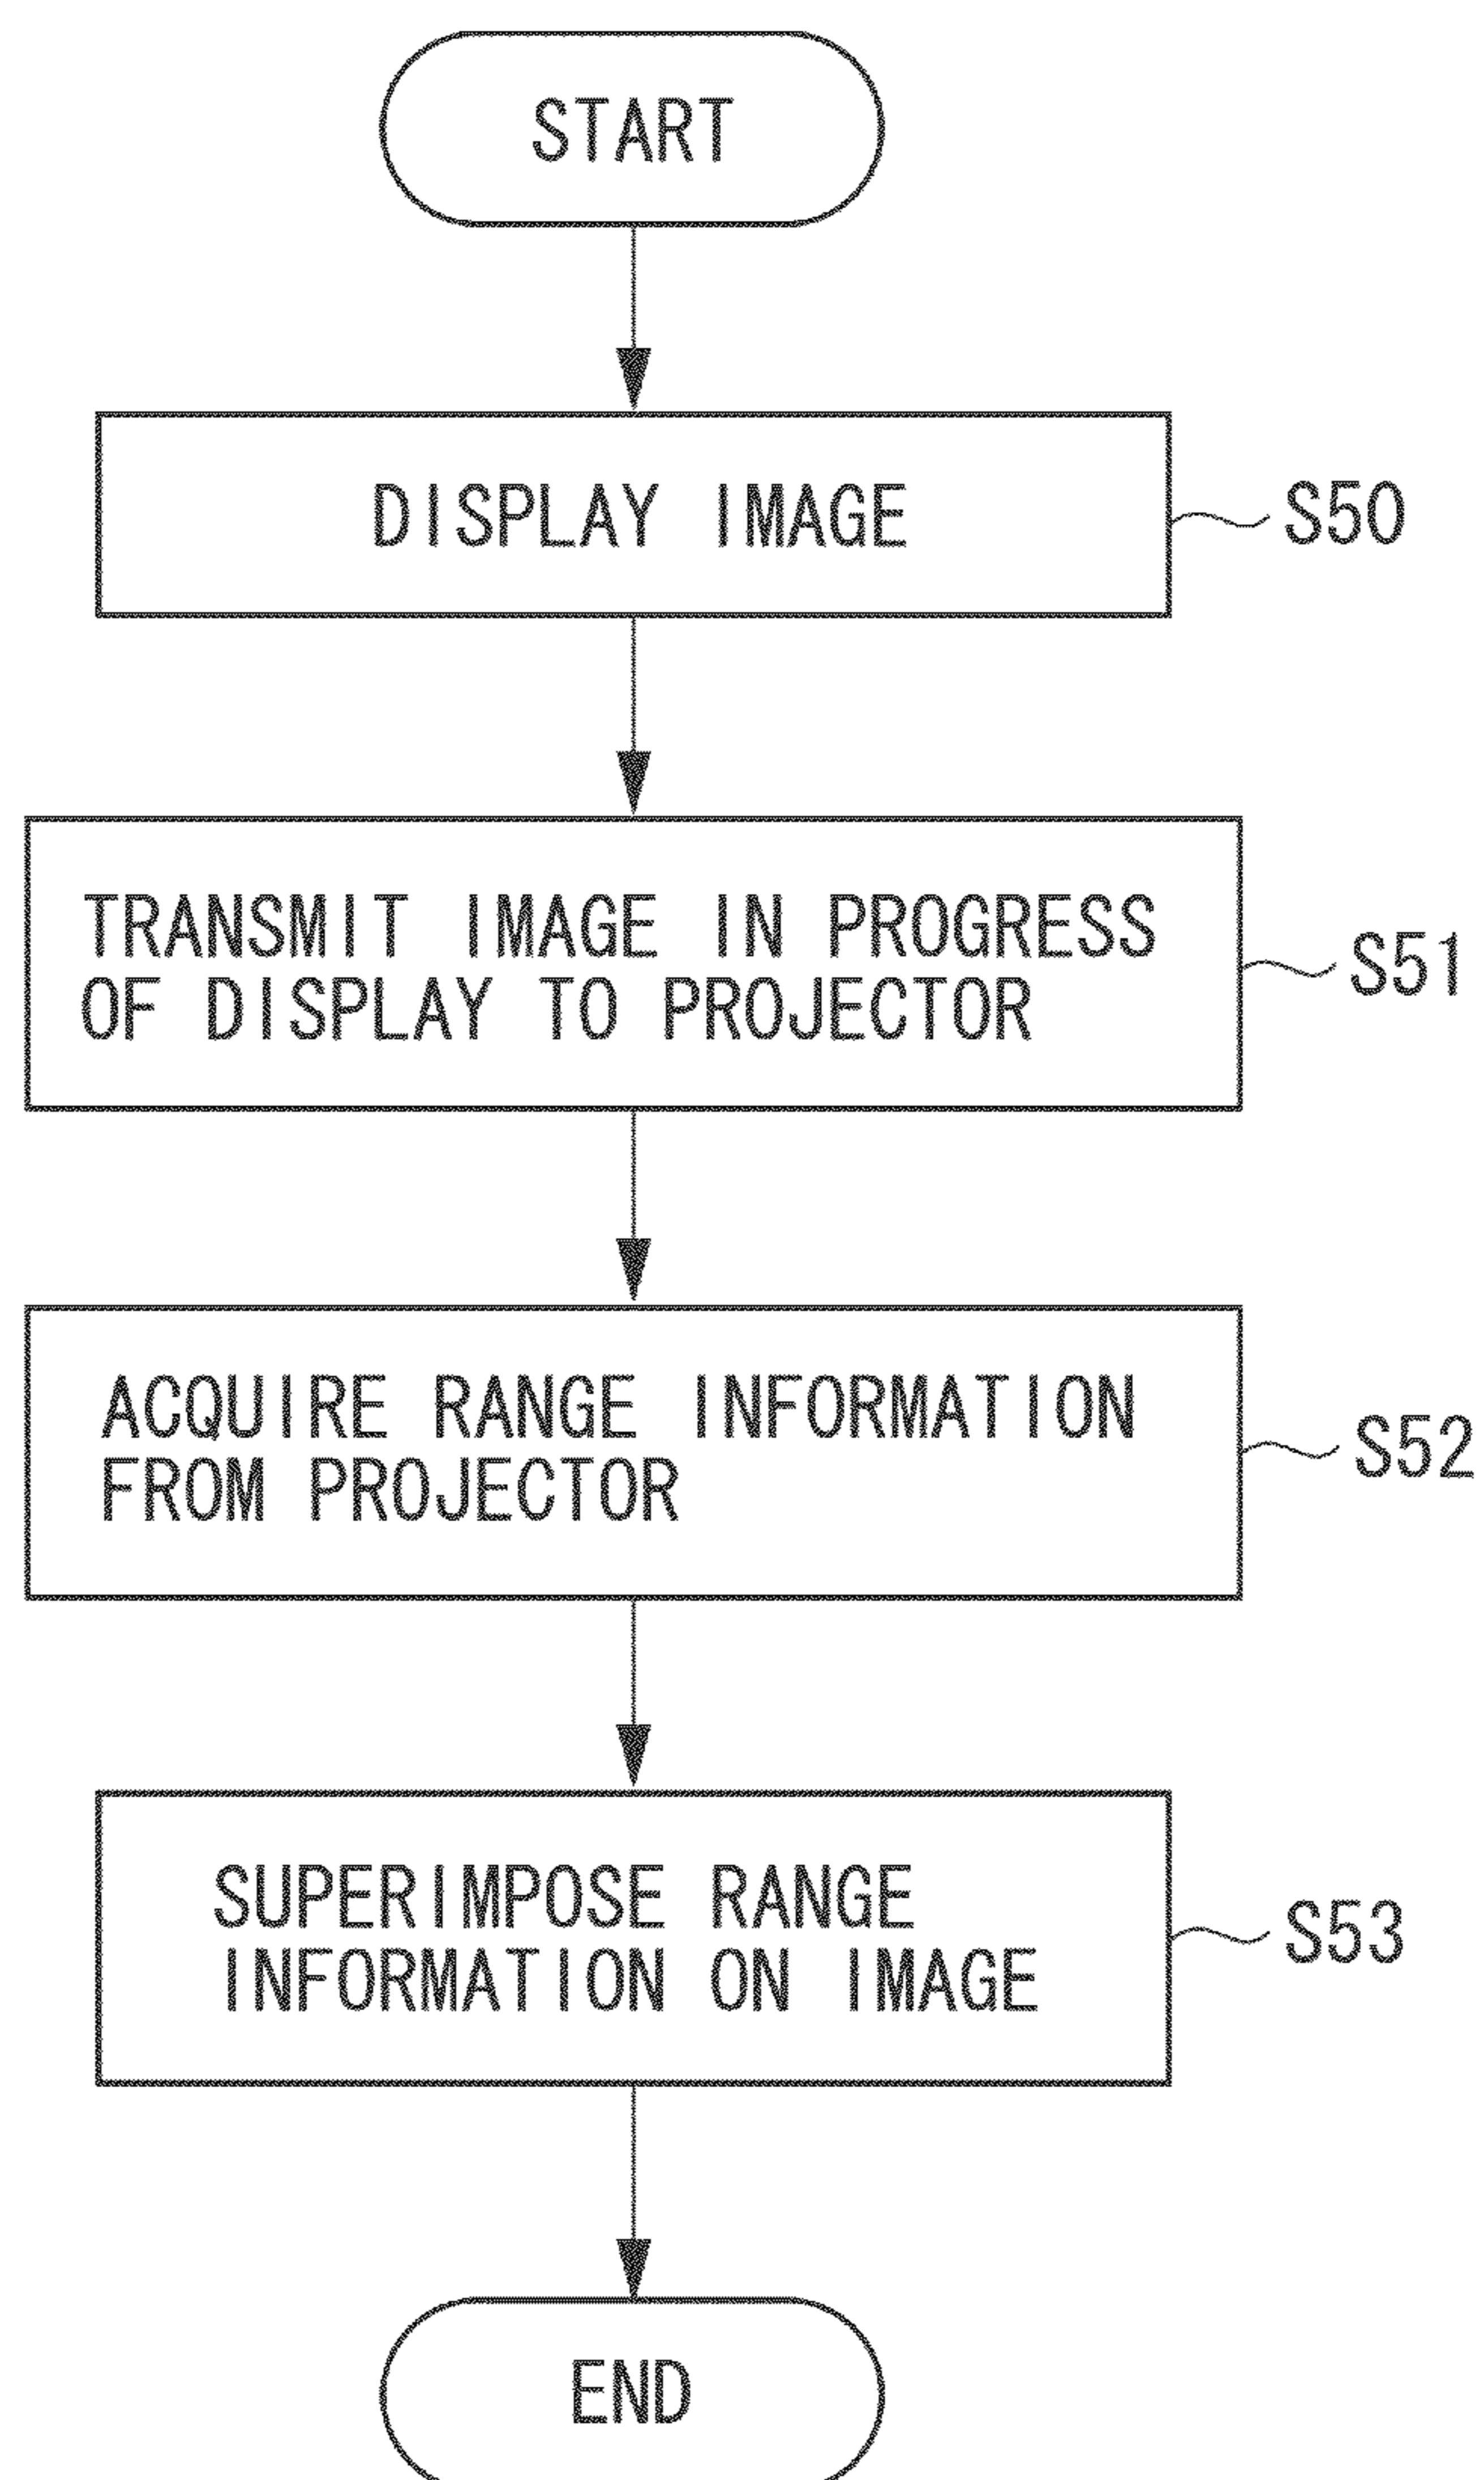 START
DISPLAY IMAGE
S50
TRANSMIT IMAGE IN PROGRESS
OF DISPLAY TO PROJECTOR
S51
ACQUIRE RANGE INFORMATION
FROM PROJECTOR
S52
SUPERIMPOSE RANGE
INFORMATION ON IMAGE
S53
END